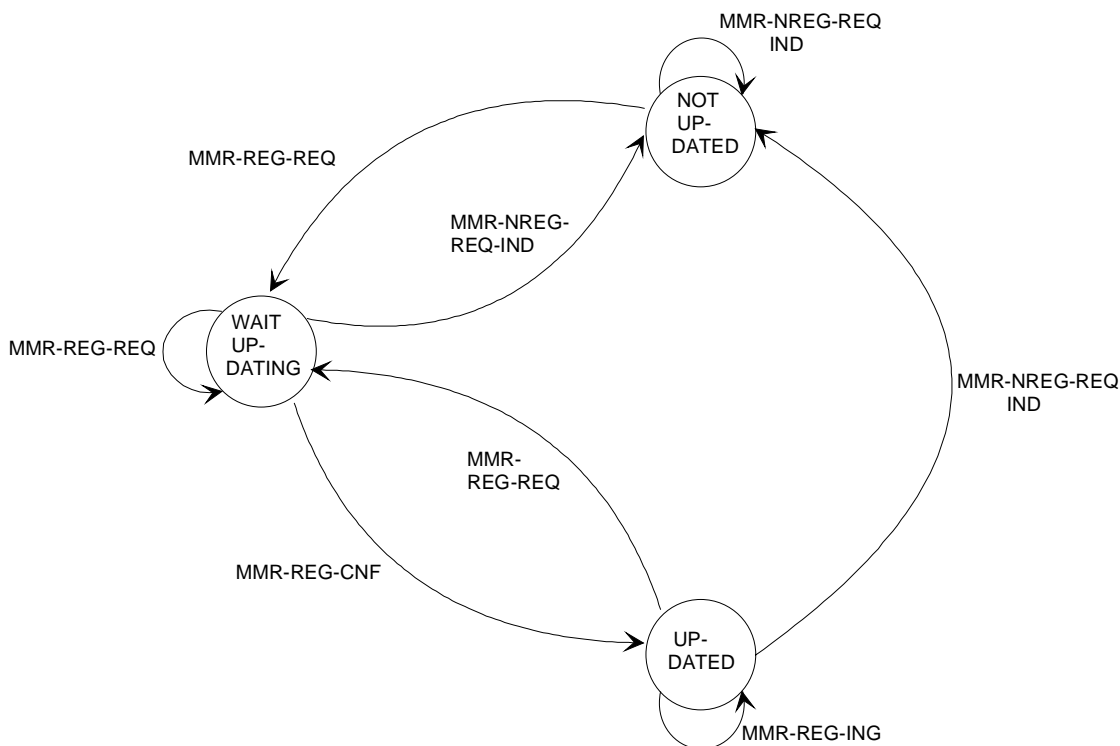 MMR-NREG-REQ
IND
NOT
UP-
DATED
MMR-REG-REQ
MMR-NREG-
REQ-IND
WAIT
UP-
DATING
MMR-REG-REQ
MMR-NREG-REQ
IND
MMR-
REG-REQ
MMR-REG-CNF
UP-
DATED
MMR-REG-ING